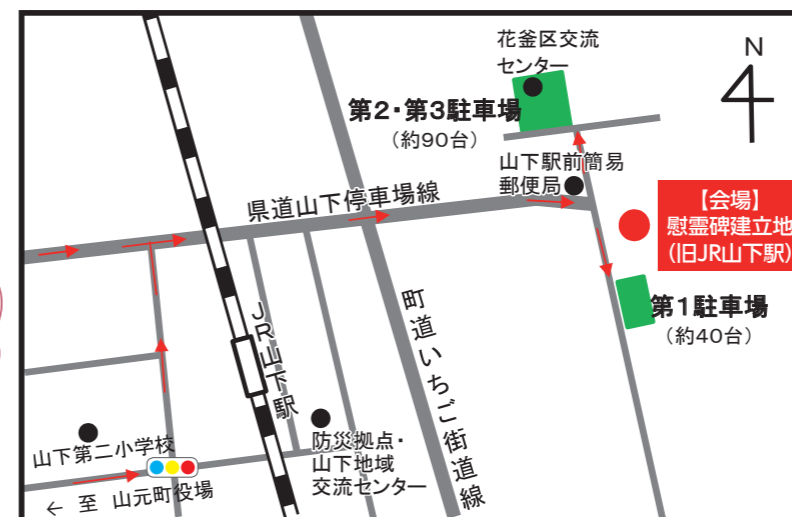 花釜区交流
センター
N
第2・第3駐車場
（約90台）
山下駅前簡易
郵便局
県道山下停車場線
【会場】
慰霊碑建立地
（旧JR山下駅）
第1駐車場
（約40台）
JR山下駅
町道いちご街道線
山下第二小学校
防災拠点・
山下地域
交流センター
← 至 山元町役場